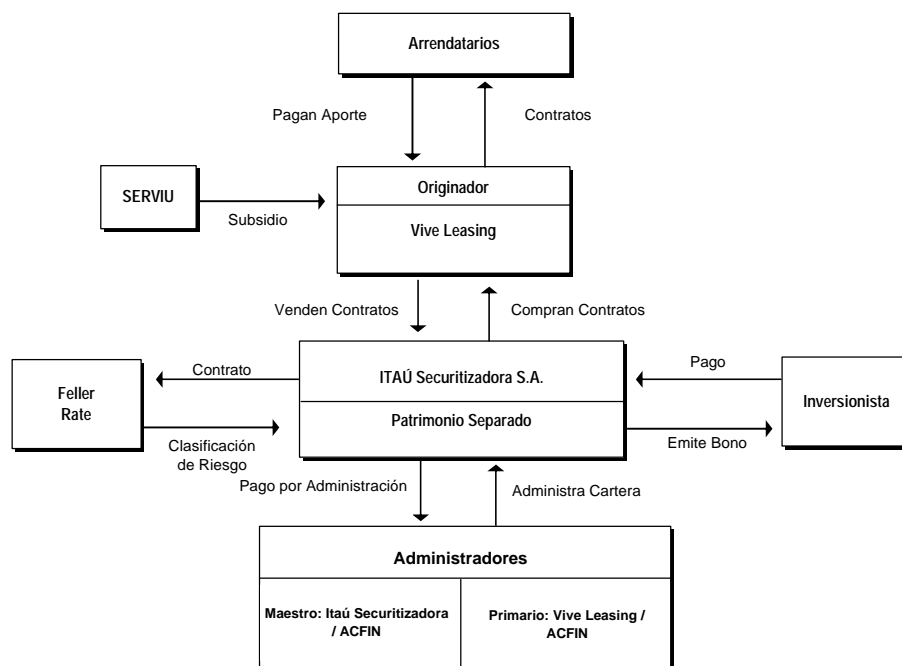 Arrendatarios
Pagan Aporte
Contratos
SERVIU
Subsidio
Originador
Vive Leasing
Venden Contratos
Compran Contratos
Feller
Rate
Contrato
Clasificación
de Riesgo
ITAÚ Securitizadora S.A.
Patrimonio Separado
Pago
Emite Bono
Inversionista
Pago por Administración
Administra Cartera
Administradores
Maestro: Itaú Securitizadora
/ ACFIN
Primario: Vive Leasing /
ACFIN